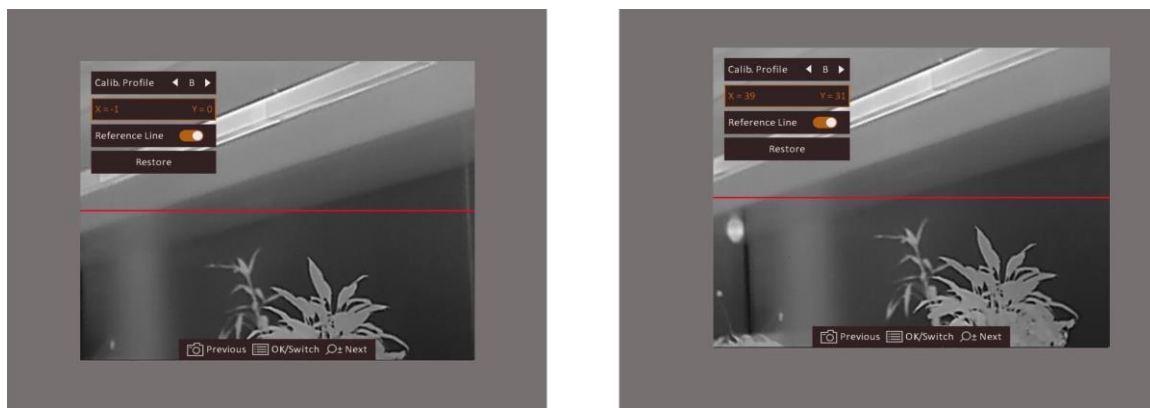 Calib. Profile ◀ B ▶
X = -1 Y = 0
Reference Line
Restore
Previous OK/Switch ± Next
Calib. Profile ◀ B ▶
X = 39 Y = 31
Reference Line
Restore
Previous OK/Switch ± Next